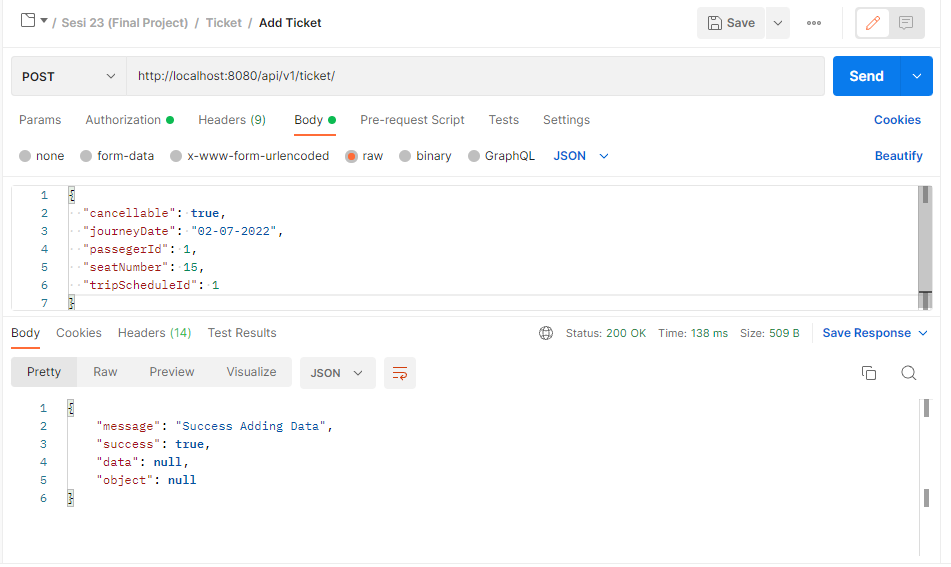 / Sesi 23 (Final Project) / Ticket / Add Ticket
Save
POST http://localhost:8080/api/v1/ticket/ Send
Params Authorization Headers (9) Body Pre-request Script Tests Settings Cookies
none form-data x-www-form-urlencoded raw binary GraphQL JSON Beautify
1 {
2 "cancellable": true,
3 "journeyDate": "02-07-2022",
4 "passegerId": 1,
5 "seatNumber": 15,
6 "tripScheduleId": 1
7 }
Body Cookies Headers (14) Test Results Status: 200 OK Time: 138 ms Size: 509 B Save Response
Pretty Raw Preview Visualize JSON
1 {
2 "message": "Success Adding Data",
3 "success": true,
4 "data": null,
5 "object": null
6 }